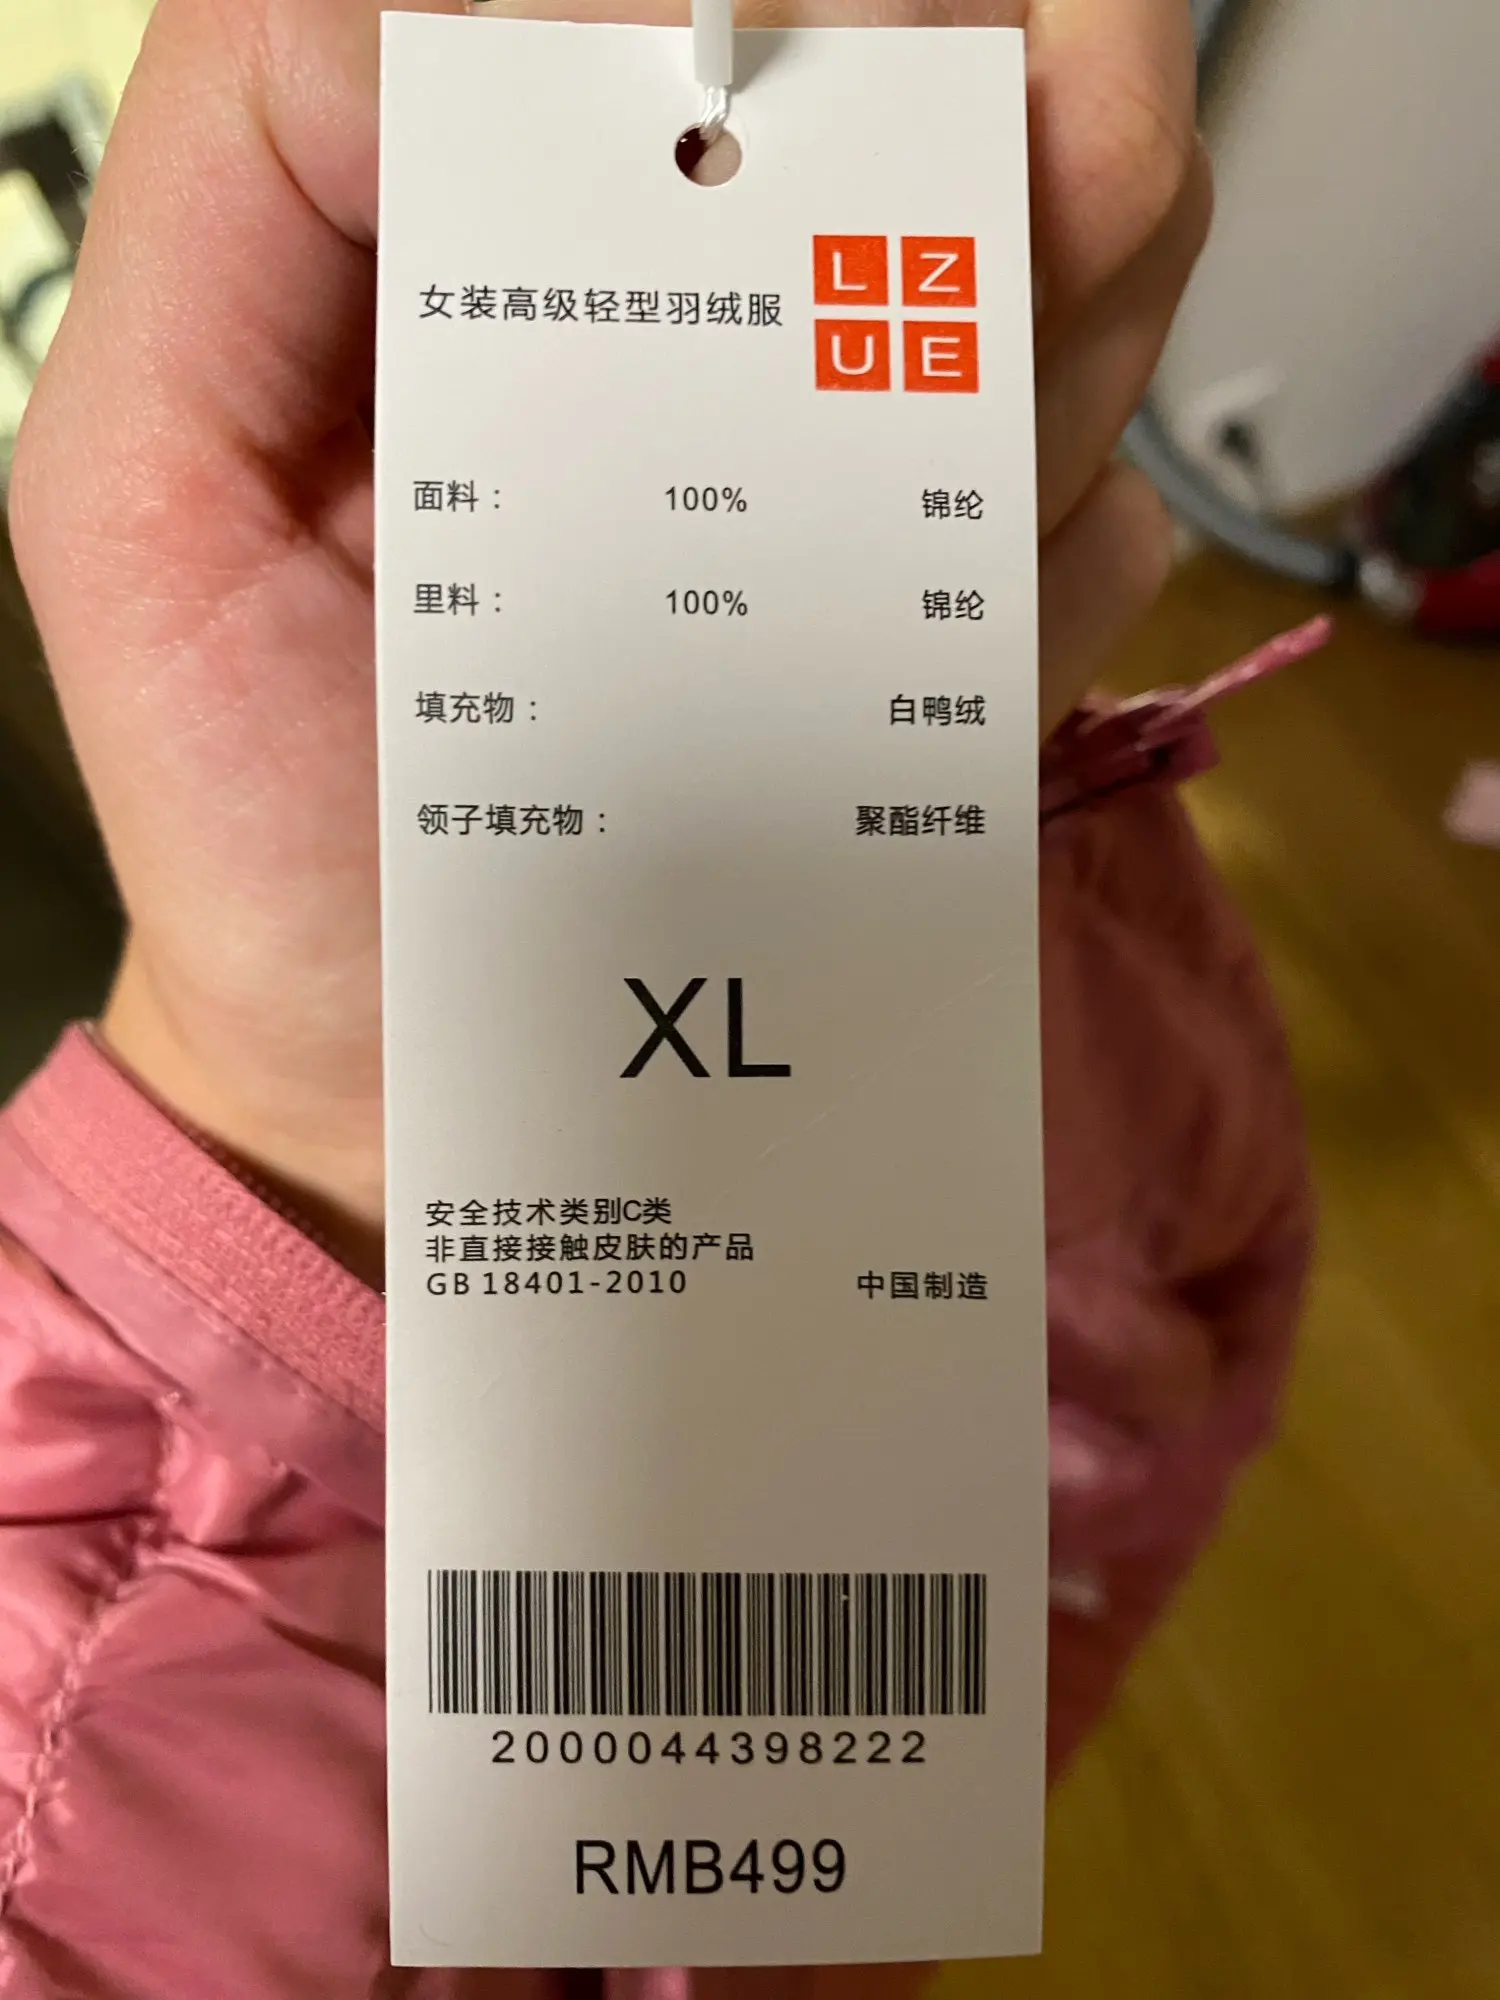 女装高级轻型羽绒服
L Z
U E
面料： 100% 锦纶
里料： 100% 锦纶
填充物： 白鸭绒
领子填充物： 聚酯纤维
XL
安全技术类别C类
非直接接触皮肤的产品
GB 18401-2010 中国制造
2000044398222
RMB499